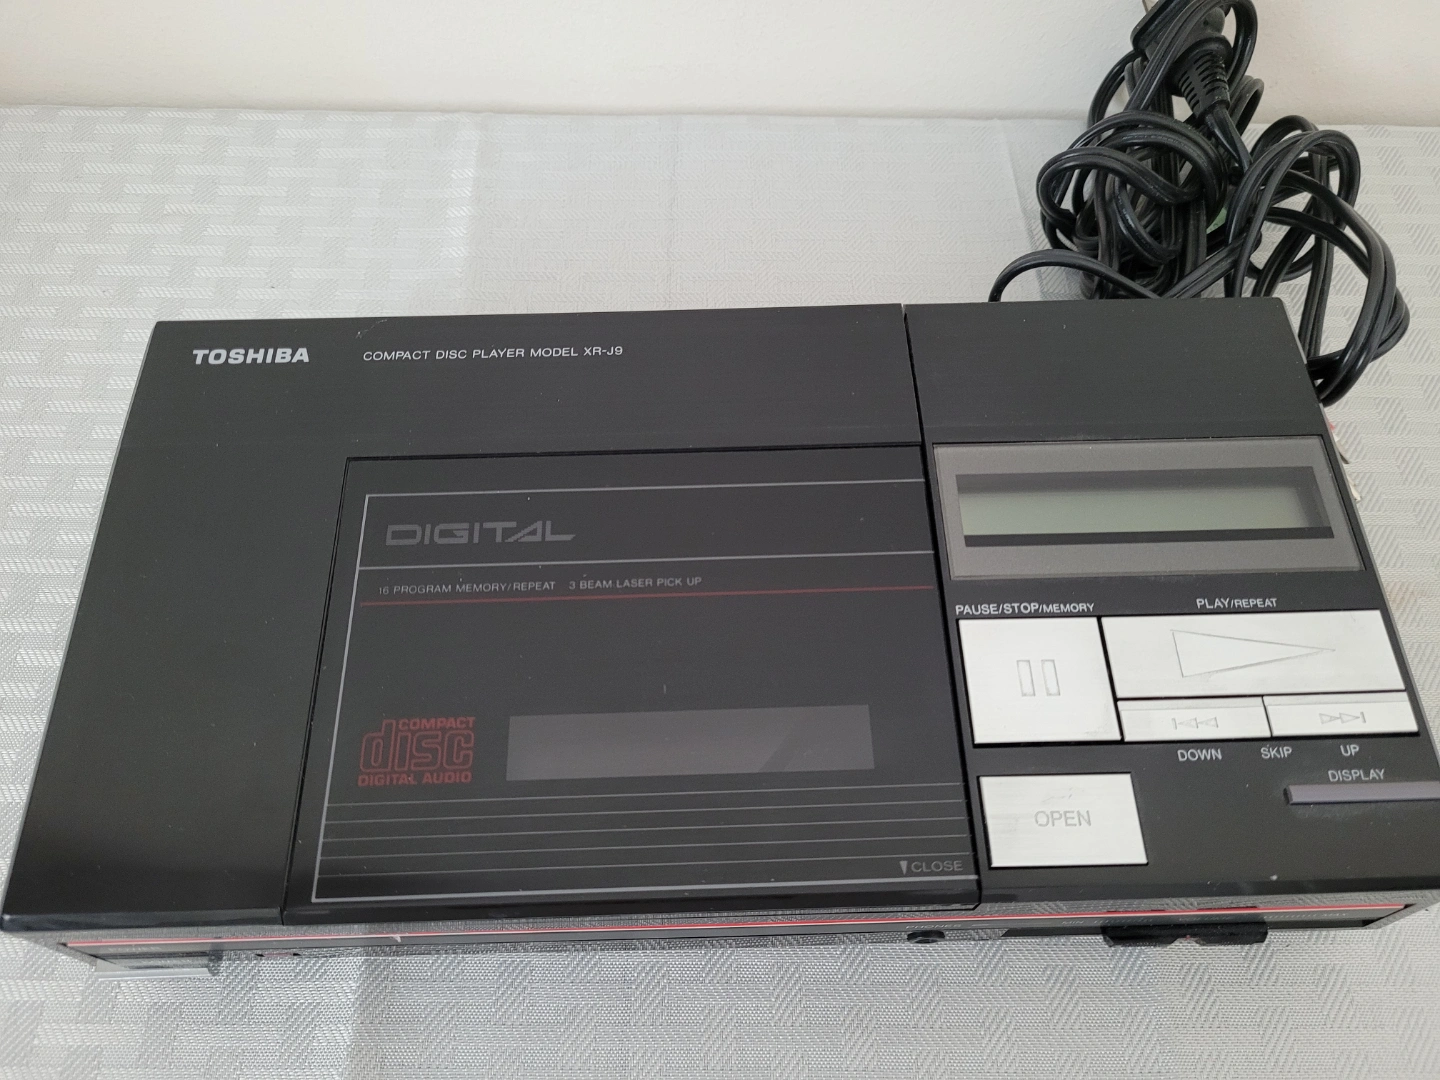 TOSHIBA
COMPACT DISC PLAYER MODEL XR-J9
DIGITAL
16 PROGRAM MEMORY/REPEAT 3 BEAM LASER PICK UP
COMPACT
disc
DIGITAL AUDIO
CLOSE
PAUSE/STOP/MEMORY
PLAY/REPEAT
DOWN SKIP UP
DISPLAY
OPEN